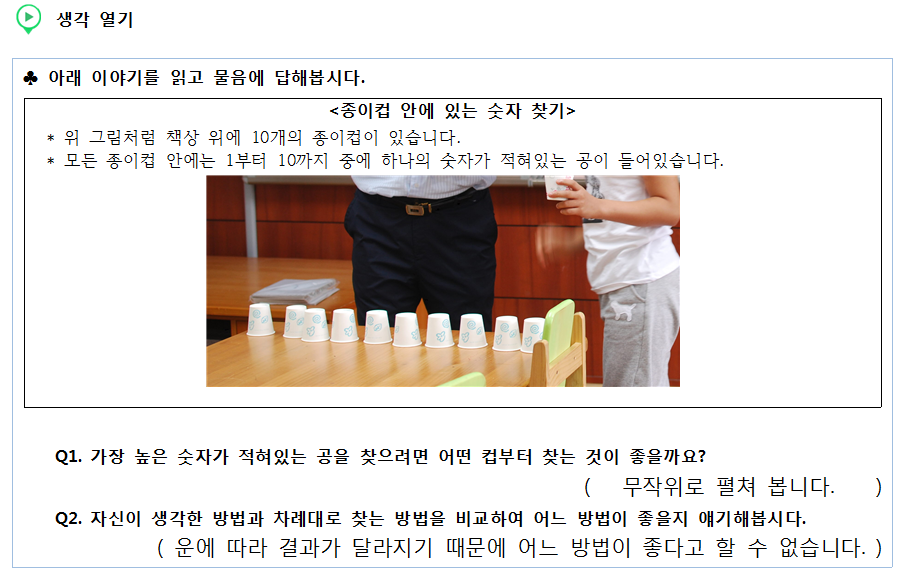 생각 열기
♣ 아래 이야기를 읽고 물음에 답해봅시다.
<종이컵 안에 있는 숫자 찾기>
* 위 그림처럼 책상 위에 10개의 종이컵이 있습니다.
* 모든 종이컵 안에는 1부터 10까지 중에 하나의 숫자가 적혀있는 공이 들어있습니다.
Q1. 가장 높은 숫자가 적혀있는 공을 찾으려면 어떤 컵부터 찾는 것이 좋을까요?
( 무작위로 펼쳐 봅니다. )
Q2. 자신이 생각한 방법과 차례대로 찾는 방법을 비교하여 어느 방법이 좋을지 얘기해봅시다.
( 운에 따라 결과가 달라지기 때문에 어느 방법이 좋다고 할 수 없습니다. )